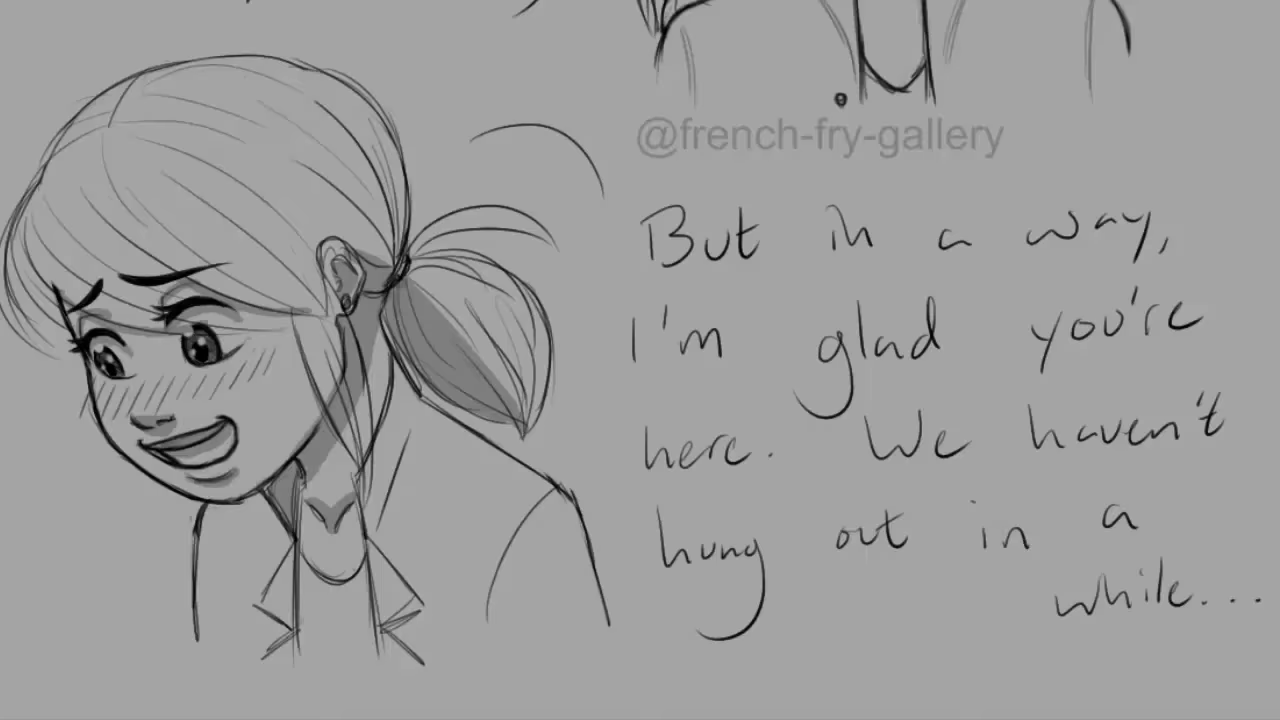 @french-fry-gallery
But in a way,
I'm glad you're
here. We haven't
hung out in a
while...